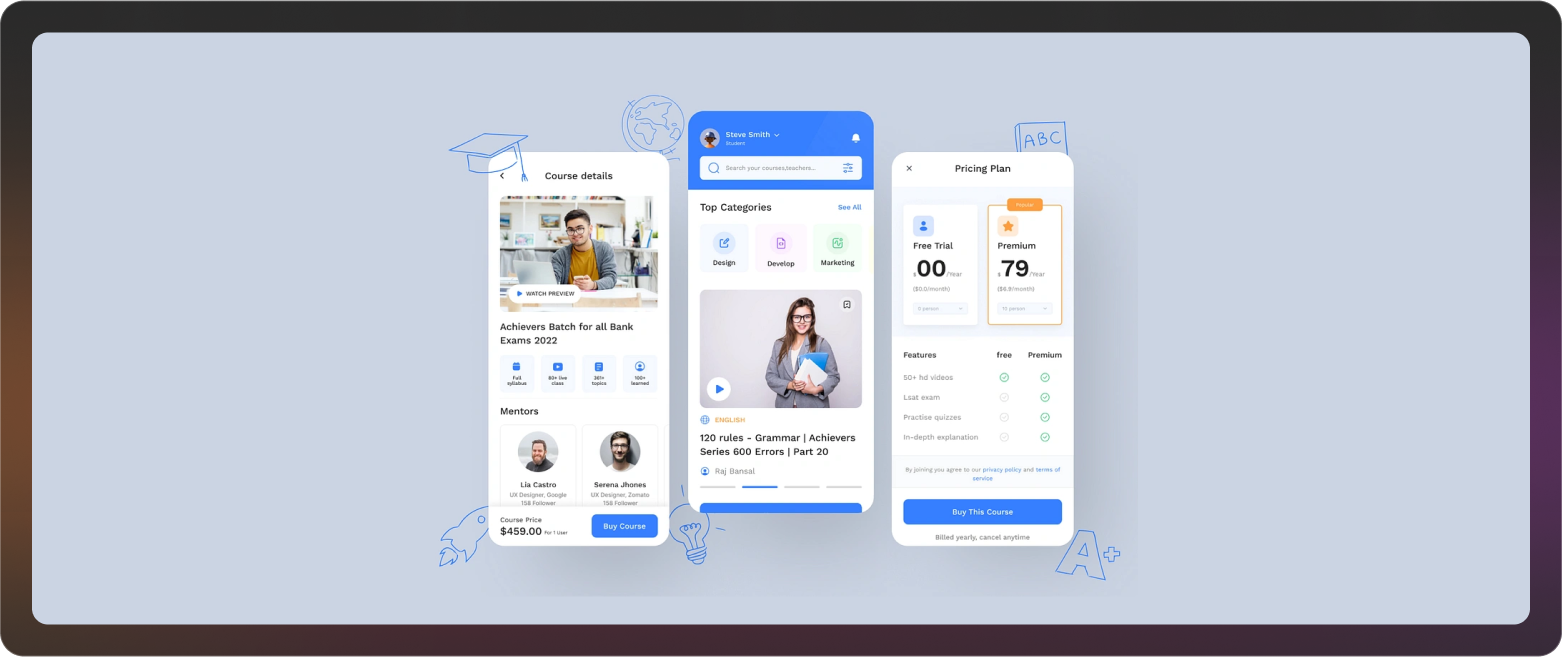 Course details
WATCH PREVIEW
Achievers Batch for all Bank
Exams 2022
Full
syllabus
80+ live
class
361+
topics
100+
learned
Mentors
Lia Castro
UX Designer, Google
158 Follower
Serena Jhones
UX Designer, Zomato
158 Follower
Course Price
$459.00 For 1 User
Buy Course
Steve Smith
Student
Search your courses,teachers...
Top Categories
See All
Design
Develop
Marketing
ENGLISH
120 rules - Grammar | Achievers
Series 600 Errors | Part 20
Raj Bansal
ABC
Pricing Plan
Popular
Free Trial
$ 00 /Year
($0.0/month)
0 person
Premium
$ 79 /Year
($6.9/month)
10 person
Features free Premium
50+ hd videos
Lsat exam
Practise quizzes
In-depth explanation
By joining you agree to our privacy policy and terms of
service
Buy This Course
Billed yearly, cancel anytime
A+